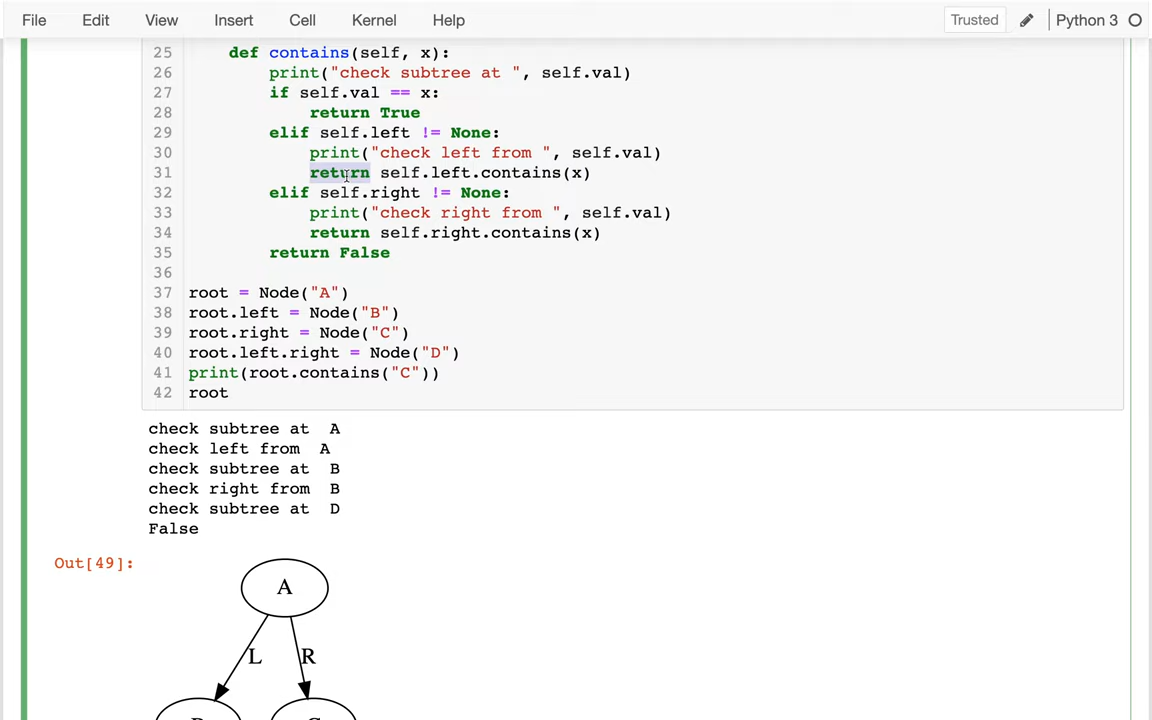 File Edit View Insert Cell Kernel Help Trusted Python 3
25     def contains(self, x):
26         print("check subtree at ", self.val)
27         if self.val == x:
28             return True
29         elif self.left != None:
30             print("check left from ", self.val)
31             return self.left.contains(x)
32         elif self.right != None:
33             print("check right from ", self.val)
34             return self.right.contains(x)
35         return False
36
37 root = Node("A")
38 root.left = Node("B")
39 root.right = Node("C")
40 root.left.right = Node("D")
41 print(root.contains("C"))
42 root
check subtree at  A
check left from  A
check subtree at  B
check right from  B
check subtree at  D
False
Out[49]:
A
L R